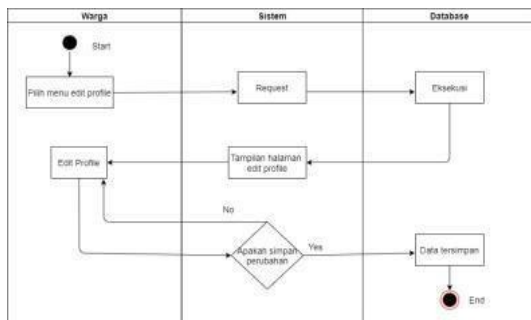 Warga
Sistem
Database
Start
Pilih menu edit profile
Request
Eksekusi
Edit Profile
Tampilan halaman
edit profile
No
Apakah simpan
perubahan
Yes
Data tersimpan
End